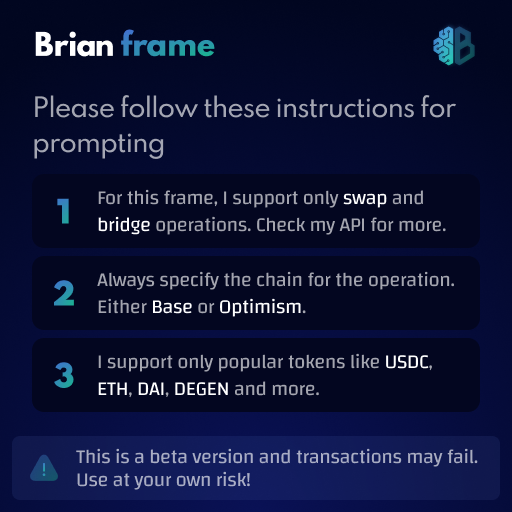 Brian frame
Please follow these instructions for
prompting
1
For this frame, I support only swap and
bridge operations. Check my API for more.
2
Always specify the chain for the operation.
Either Base or Optimism.
3
I support only popular tokens like USDC,
ETH, DAI, DEGEN and more.
This is a beta version and transactions may fail.
Use at your own risk!